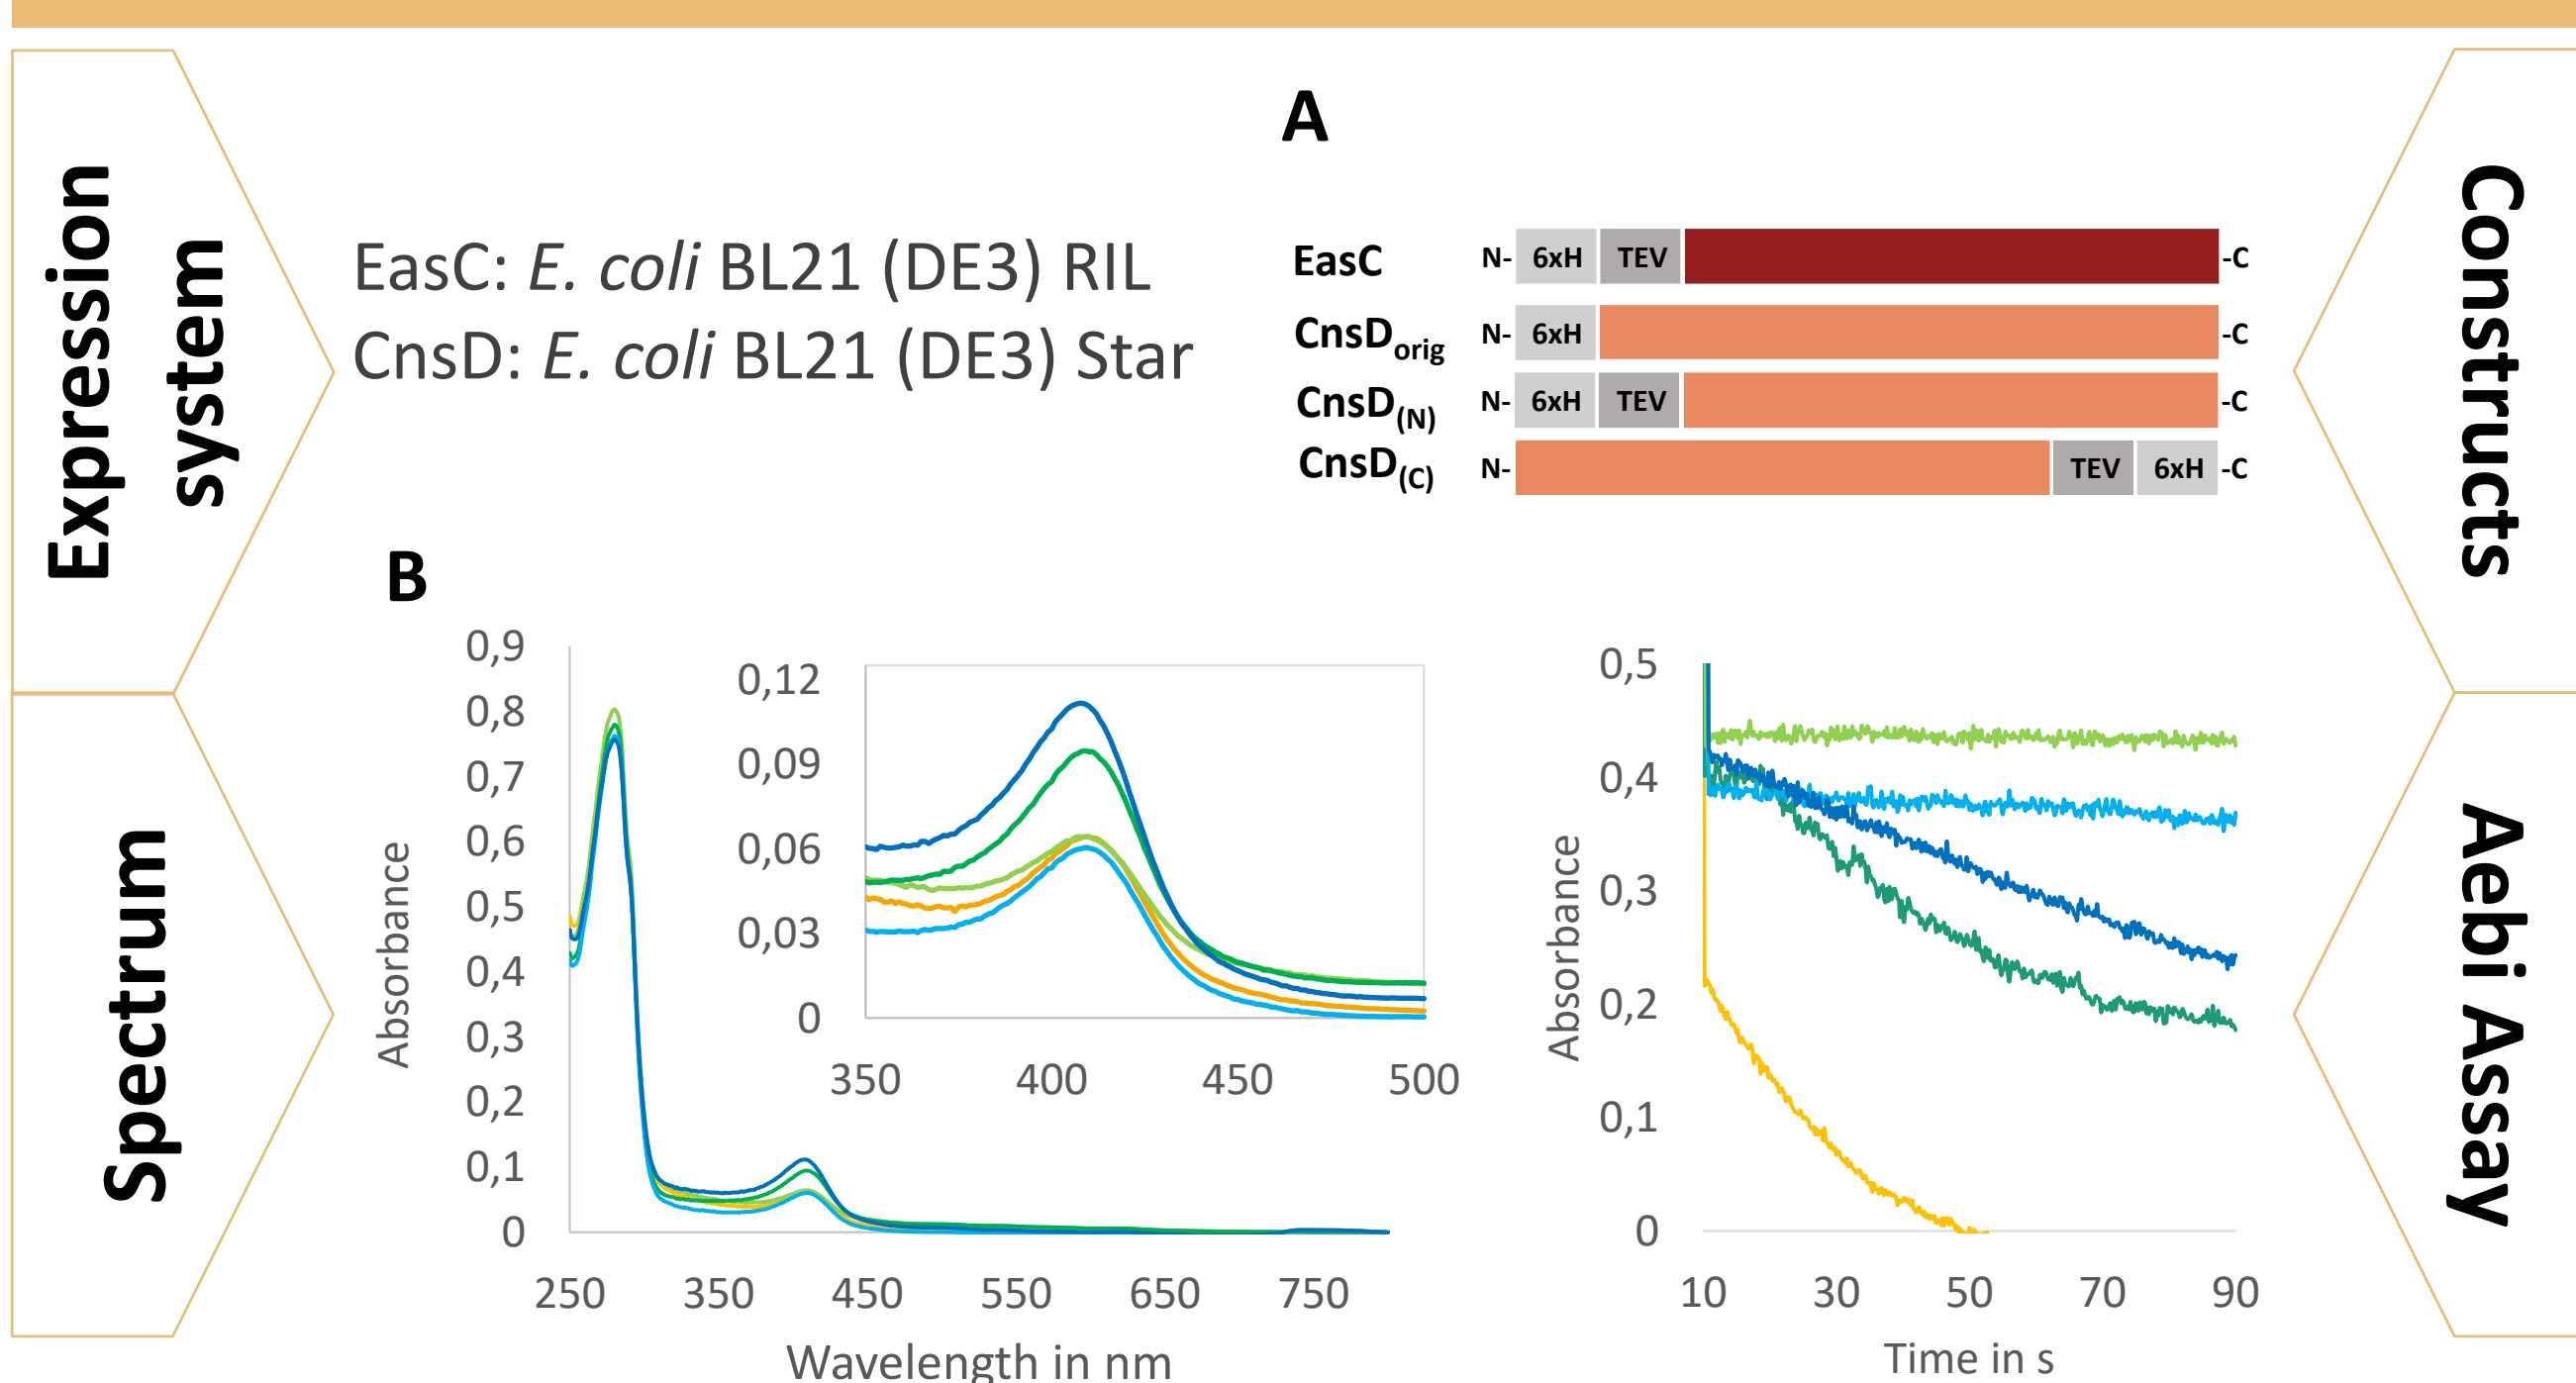 Expression
system
EasC: E. coli BL21 (DE3) RIL
CnsD: E. coli BL21 (DE3) Star
A
EasC N- 6xH TEV -C
CnsDorig N- 6xH -C
CnsD(N) N- 6xH TEV -C
CnsD(C) N- TEV 6xH -C
Constructs
Spectrum
B
Absorbance
0,9
0,8
0,7
0,6
0,5
0,4
0,3
0,2
0,1
0
250 350 450 550 650 750
Wavelength in nm
0,12
0,09
0,06
0,03
0
350 400 450 500
Absorbance
0,5
0,4
0,3
0,2
0,1
0
10 30 50 70 90
Time in s
Aebi Assay